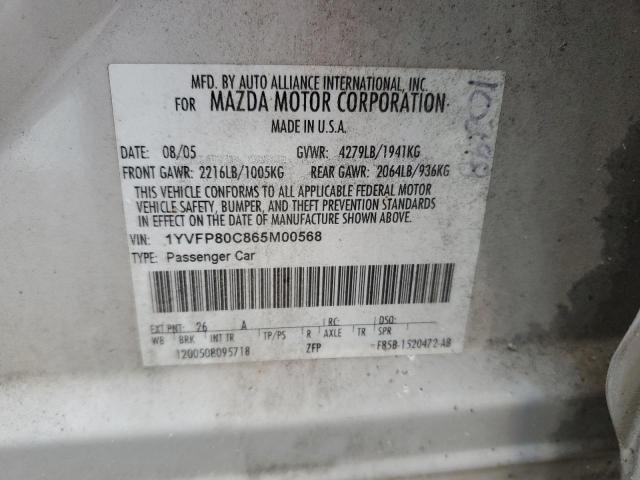 MFD. BY AUTO ALLIANCE INTERNATIONAL, INC.
FOR MAZDA MOTOR CORPORATION
MADE IN U.S.A.
DATE: 08/05 GVWR: 4279LB/1941KG
FRONT GAWR: 2216LB/1005KG REAR GAWR: 2064LB/936KG
THIS VEHICLE CONFORMS TO ALL APPLICABLE FEDERAL MOTOR
VEHICLE SAFETY, BUMPER, AND THEFT PREVENTION STANDARDS
IN EFFECT ON THE DATE OF MANUFACTURE SHOWN ABOVE.
VIN: 1YVFP80C865M00568
TYPE: Passenger Car
EXT PNT: 26 A RC: DSO:
WB BRK INT TR TP/PS R AXLE TR SPR
1200508095718 ZFP F85B-1520472-AB